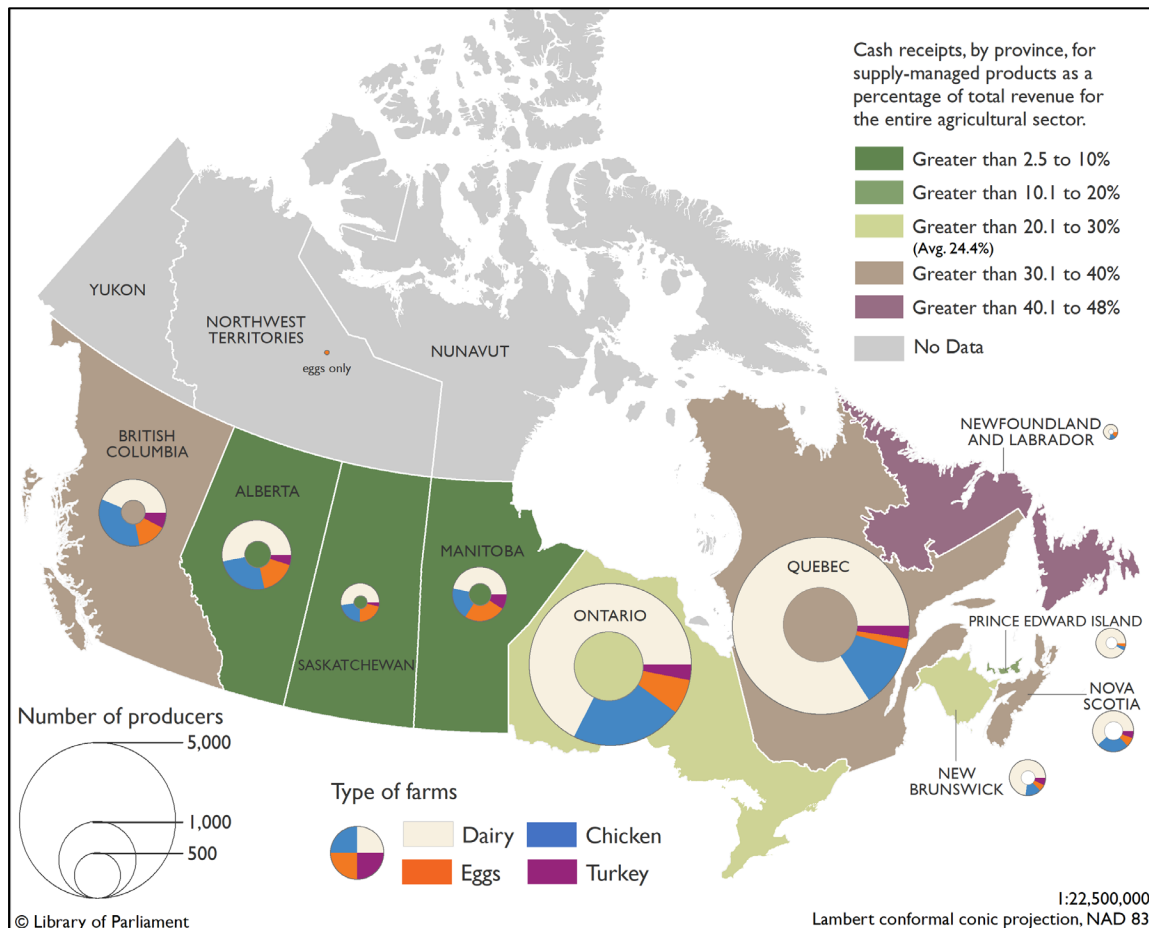 Cash receipts, by province, for
supply-managed products as a
percentage of total revenue for
the entire agricultural sector.
Greater than 2.5 to 10%
Greater than 10.1 to 20%
Greater than 20.1 to 30%
(Avg. 24.4%)
Greater than 30.1 to 40%
Greater than 40.1 to 48%
No Data
YUKON
NORTHWEST
TERRITORIES
eggs only
NUNAVUT
BRITISH
COLUMBIA
ALBERTA
SASKATCHEWAN
MANITOBA
ONTARIO
QUEBEC
NEWFOUNDLAND
AND LABRADOR
PRINCE EDWARD ISLAND
NOVA
SCOTIA
NEW
BRUNSWICK
Number of producers
5,000
1,000
500
Type of farms
Dairy
Chicken
Eggs
Turkey
© Library of Parliament
1:22,500,000
Lambert conformal conic projection, NAD 83